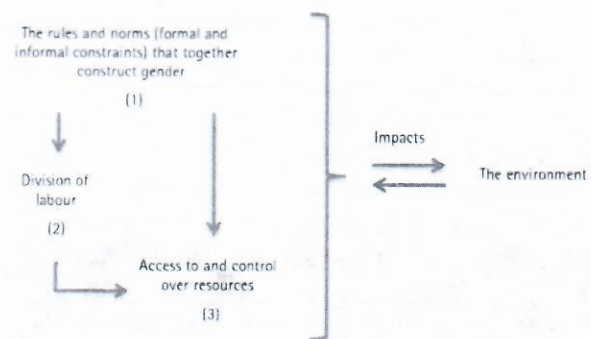 The rules and norms (formal and
informal constraints) that together
construct gender
(1)
Impacts
The environment
Division of
labour
(2)
Access to and control
over resources
(3)